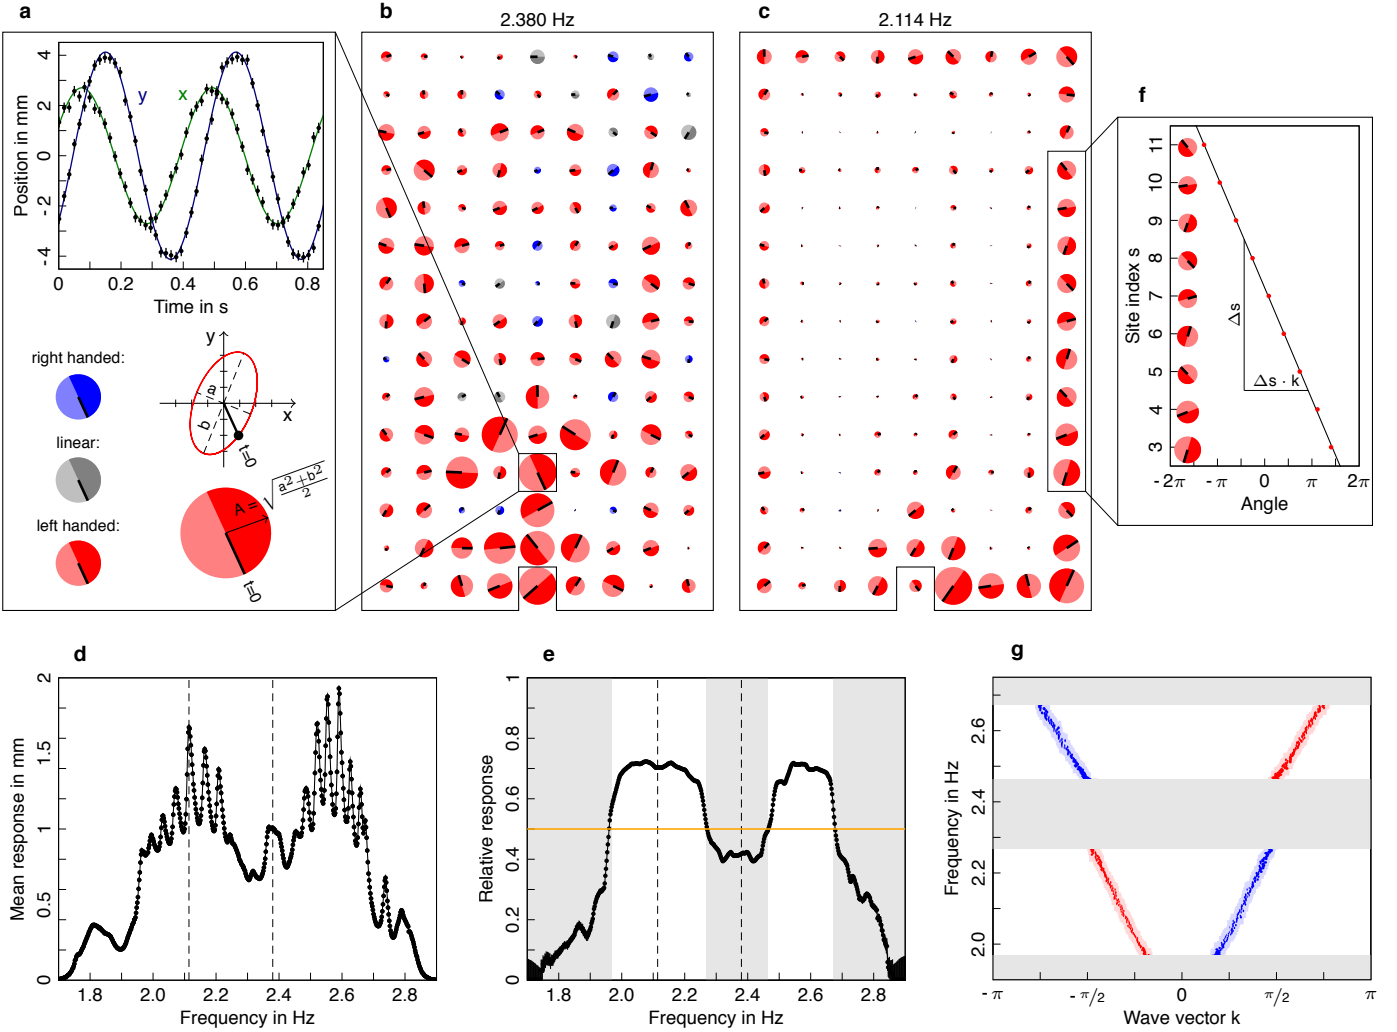 a
Position in mm
4
2
0
- 2
- 4
y
x
0
0.2
0.4
0.6
0.8
Time in s
right handed:
linear:
left handed:
y
x
a
b
t=0
A = √((a²+b²)/2)
t=0
b
2.380 Hz
c
2.114 Hz
f
Site index s
11
10
9
8
7
6
5
4
3
Δs
Δs · k
- 2π
- π
0
π
2π
Angle
d
Mean response in mm
2
1.5
1
0.5
0
1.8
2.0
2.2
2.4
2.6
2.8
Frequency in Hz
e
Relative response
1
0.8
0.6
0.4
0.2
0
1.8
2.0
2.2
2.4
2.6
2.8
Frequency in Hz
g
Frequency in Hz
2.6
2.4
2.2
2.0
- π
- π/2
0
π/2
π
Wave vector k